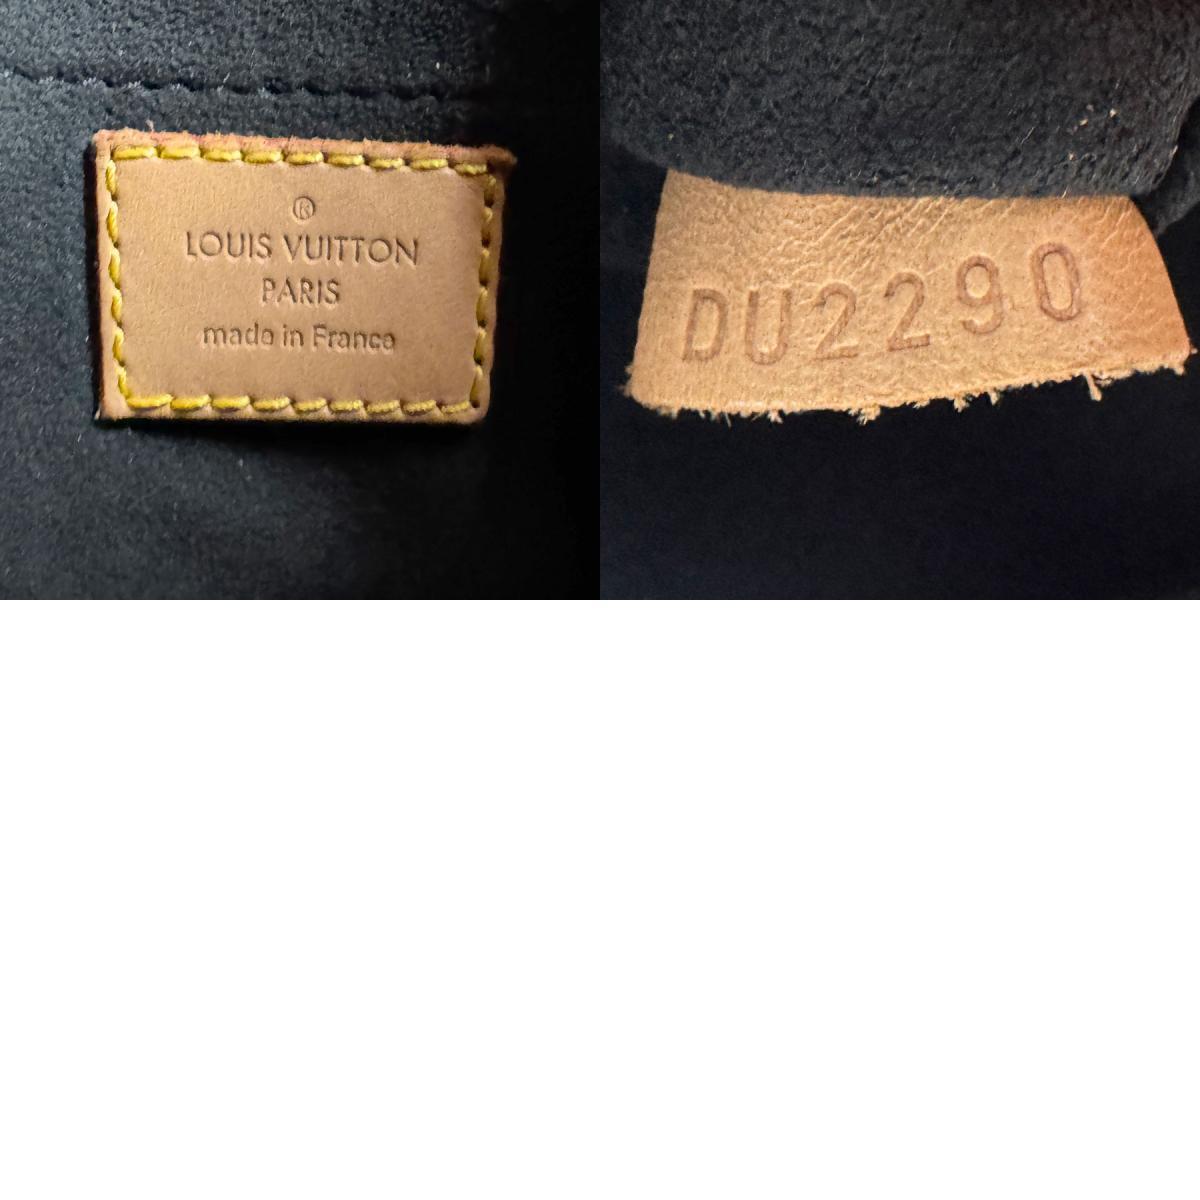 ®
LOUIS VUITTON
PARIS
made in France
DU2290